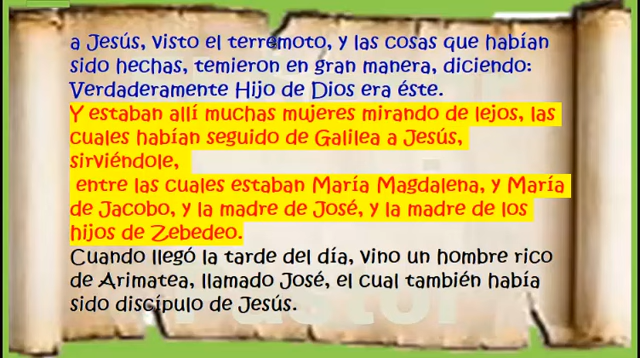 a Jesús, visto el terremoto, y las cosas que habían
sido hechas, temieron en gran manera, diciendo:
Verdaderamente Hijo de Dios era éste.
Y estaban allí muchas mujeres mirando de lejos, las
cuales habían seguido de Galilea a Jesús,
sirviéndole,
entre las cuales estaban María Magdalena, y María
de Jacobo, y la madre de José, y la madre de los
hijos de Zebedeo.
Cuando llegó la tarde del día, vino un hombre rico
de Arimatea, llamado José, el cual también había
sido discípulo de Jesús.